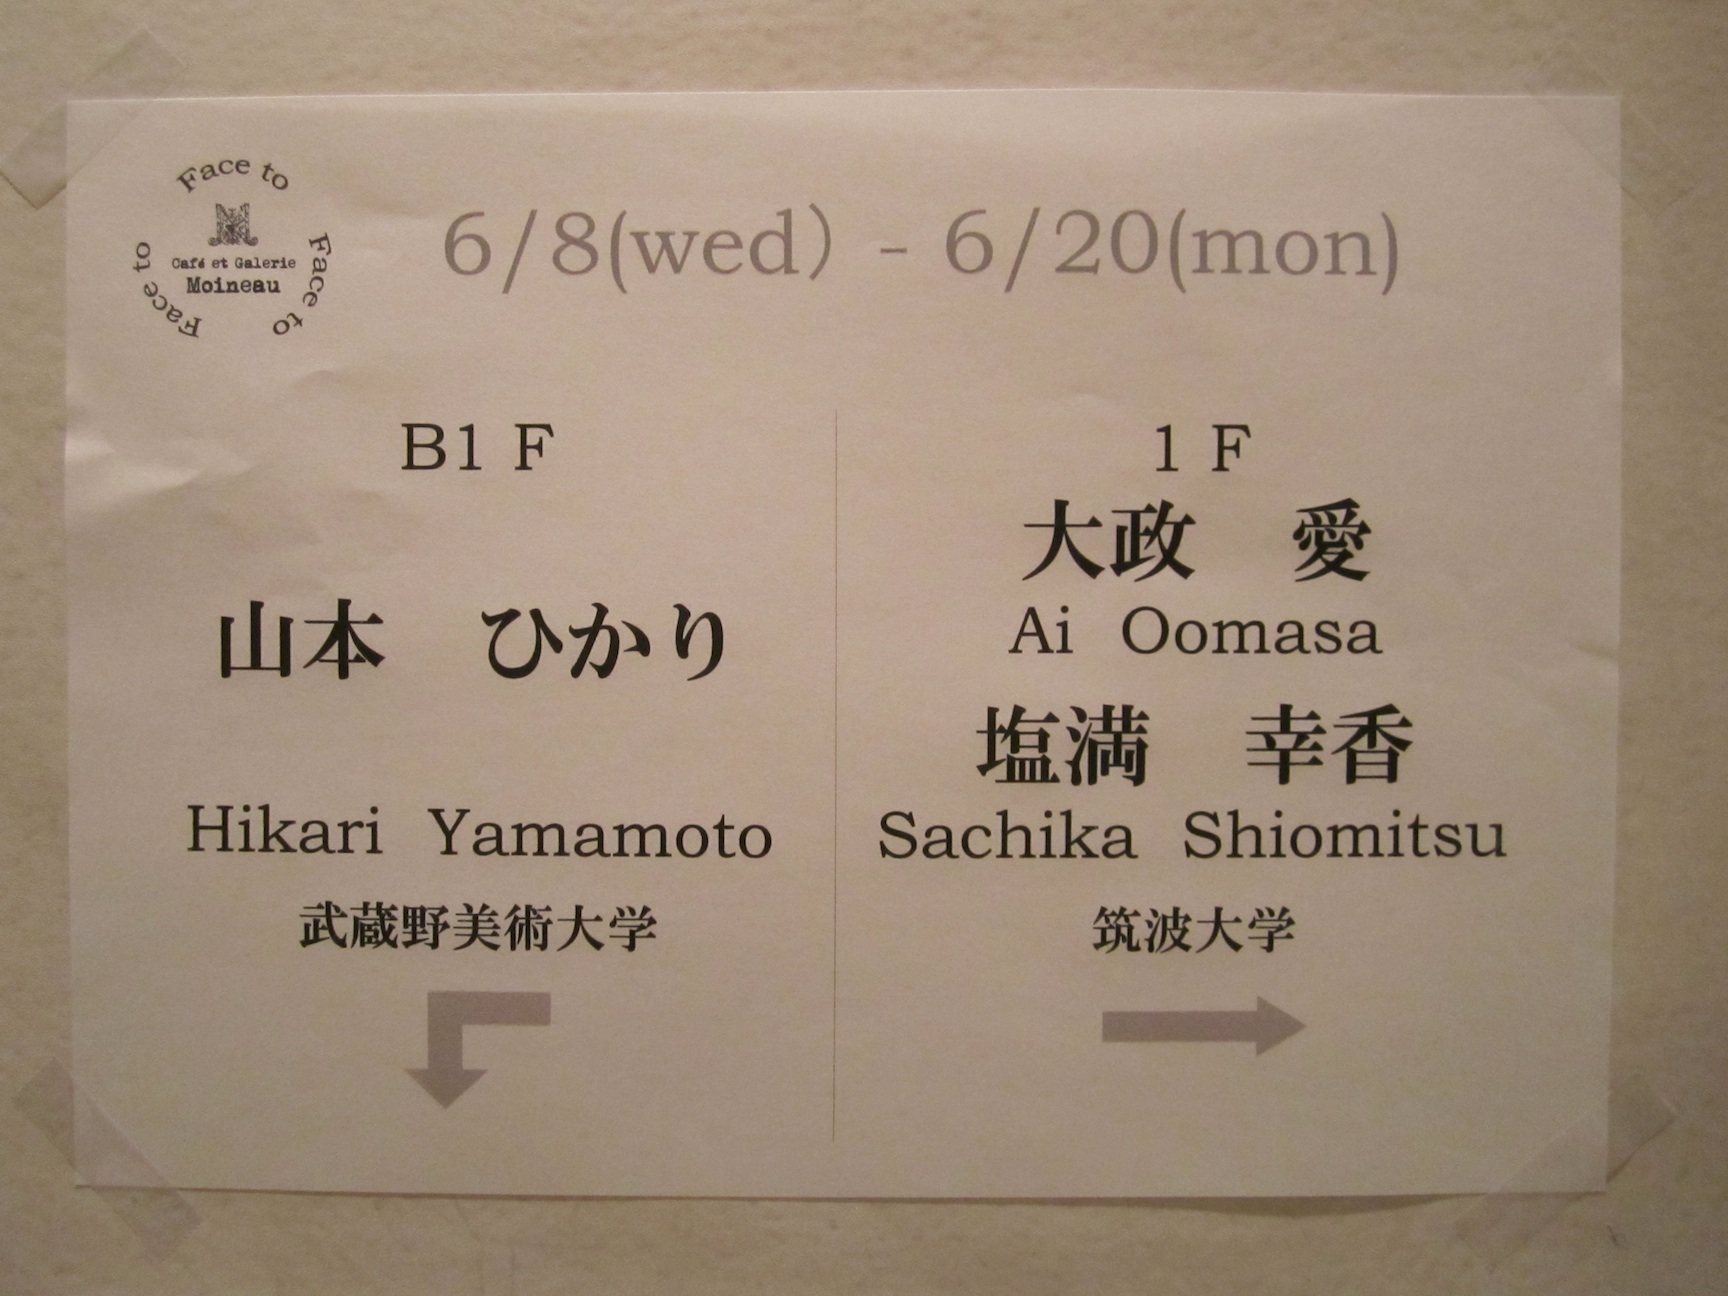 Face to Face to Face to
Café et Galerie
Moineau
6/8(wed) - 6/20(mon)
B1 F
山本 ひかり
Hikari Yamamoto
武蔵野美術大学
1 F
大政 愛
Ai Oomasa
塩満 幸香
Sachika Shiomitsu
筑波大学